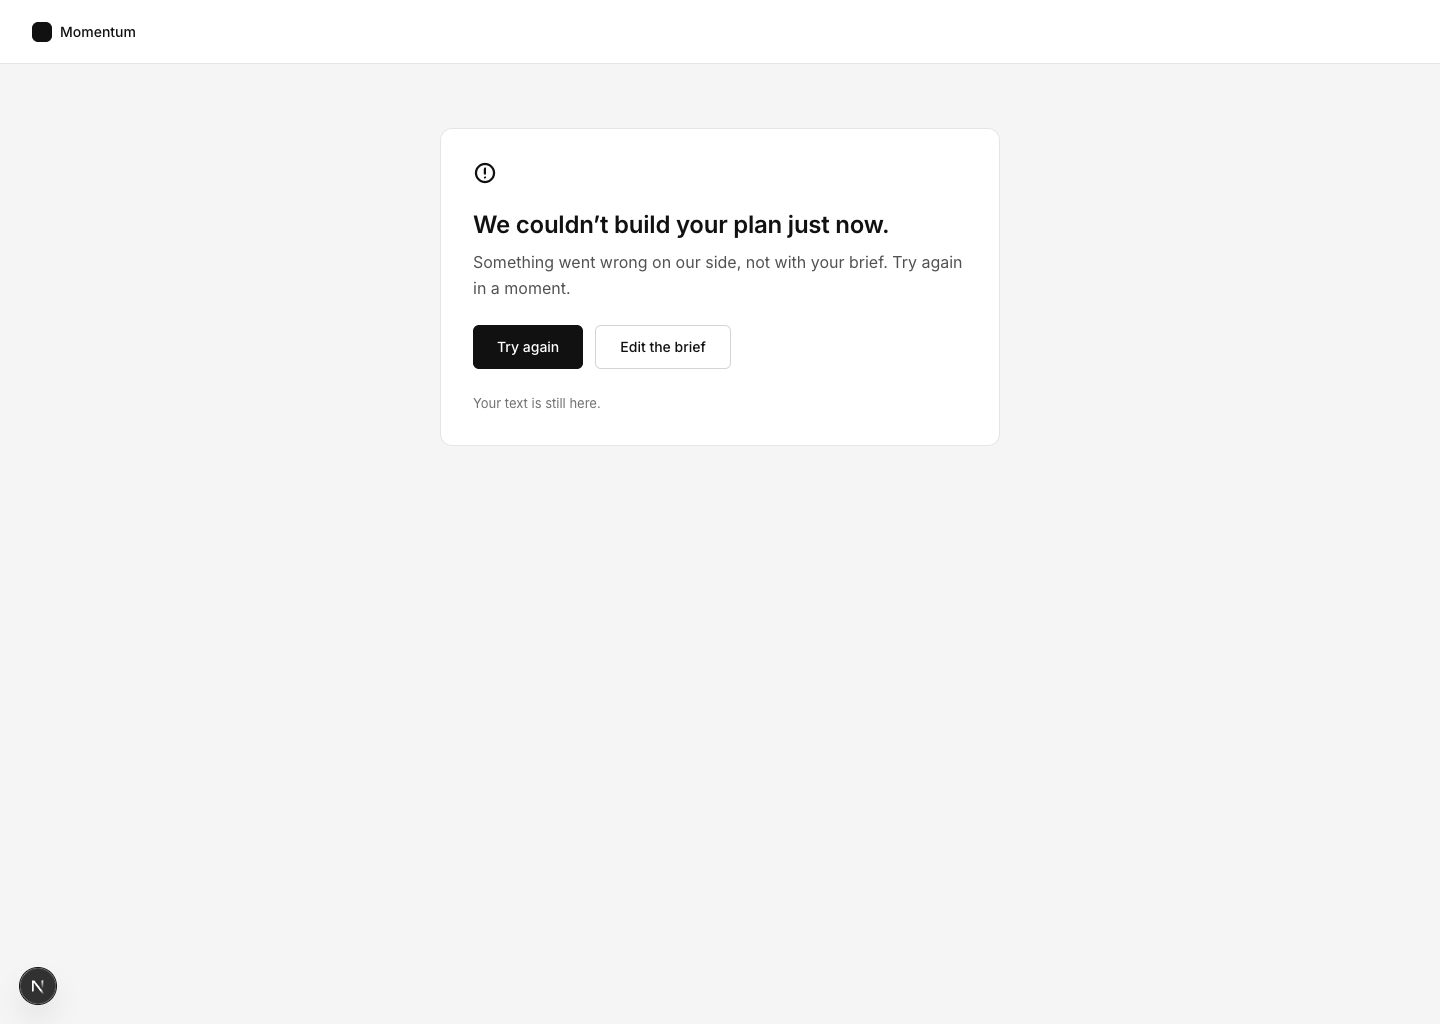 Momentum
We couldn’t build your plan just now.
Something went wrong on our side, not with your brief. Try again
in a moment.
Try again
Edit the brief
Your text is still here.
N